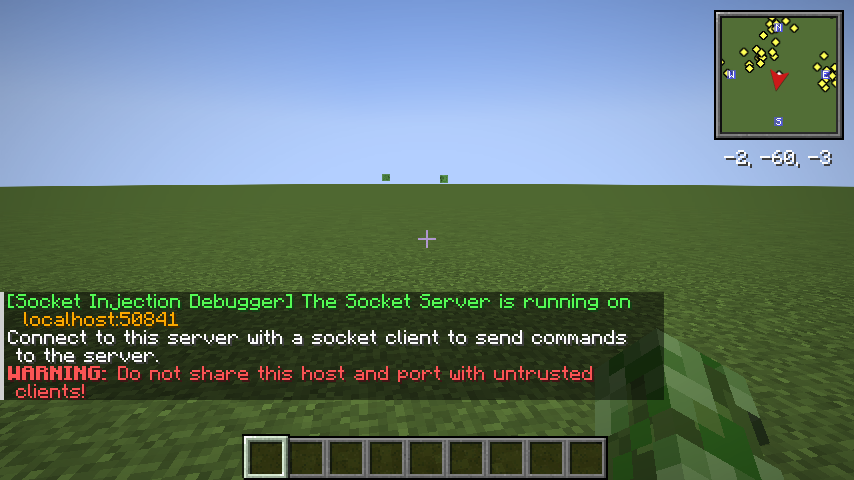 N
W
E
S
-2, -60, -3
[Socket Injection Debugger] The Socket Server is running on
localhost:50841
Connect to this server with a socket client to send commands
to the server.
WARNING: Do not share this host and port with untrusted
clients!